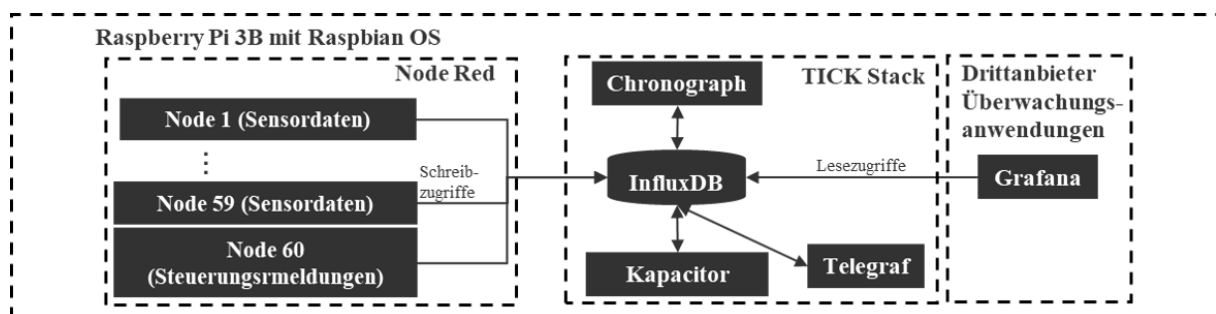 Raspberry Pi 3B mit Raspbian OS
Node Red
Node 1 (Sensordaten)
⋮
Node 59 (Sensordaten)
Node 60
(Steuerungsrmeldungen)
Schreib-
zugriffe
TICK Stack
Chronograph
InfluxDB
Kapacitor
Telegraf
Lesezugriffe
Drittanbieter
Überwachungs-
anwendungen
Grafana